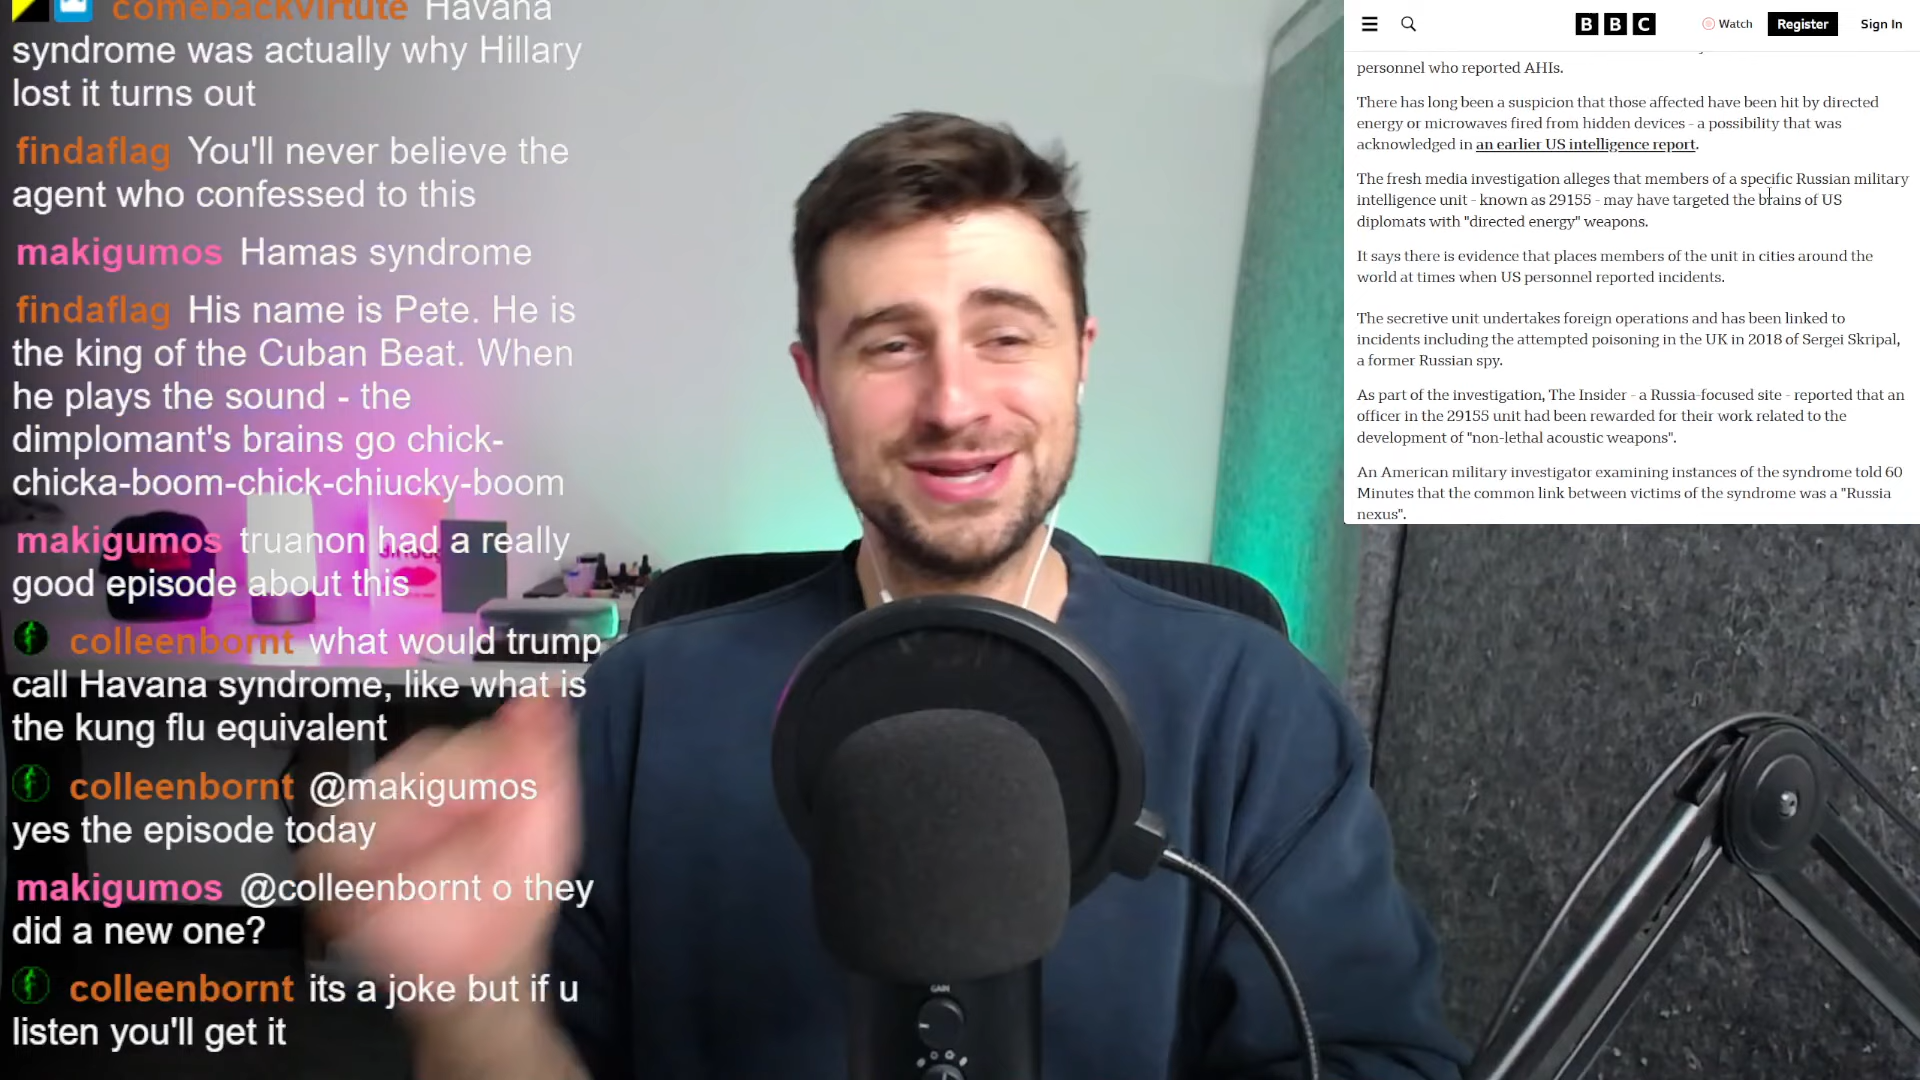 comebackvirtute Havana
syndrome was actually why Hillary
lost it turns out
findaflag You'll never believe the
agent who confessed to this
makigumos Hamas syndrome
findaflag His name is Pete. He is
the king of the Cuban Beat. When
he plays the sound - the
dimplomant's brains go chick-
chicka-boom-chick-chiucky-boom
makigumos truanon had a really
good episode about this
colleenbornt what would trump
call Havana syndrome, like what is
the kung flu equivalent
colleenbornt @makigumos
yes the episode today
makigumos @colleenbornt o they
did a new one?
colleenbornt its a joke but if u
listen you'll get it
BBC Watch Register Sign In
personnel who reported AHIs.
There has long been a suspicion that those affected have been hit by directed
energy or microwaves fired from hidden devices - a possibility that was
acknowledged in an earlier US intelligence report.
The fresh media investigation alleges that members of a specific Russian military
intelligence unit - known as 29155 - may have targeted the brains of US
diplomats with "directed energy" weapons.
It says there is evidence that places members of the unit in cities around the
world at times when US personnel reported incidents.
The secretive unit undertakes foreign operations and has been linked to
incidents including the attempted poisoning in the UK in 2018 of Sergei Skripal,
a former Russian spy.
As part of the investigation, The Insider - a Russia-focused site - reported that an
officer in the 29155 unit had been rewarded for their work related to the
development of "non-lethal acoustic weapons".
An American military investigator examining instances of the syndrome told 60
Minutes that the common link between victims of the syndrome was a "Russia
nexus".
GAIN